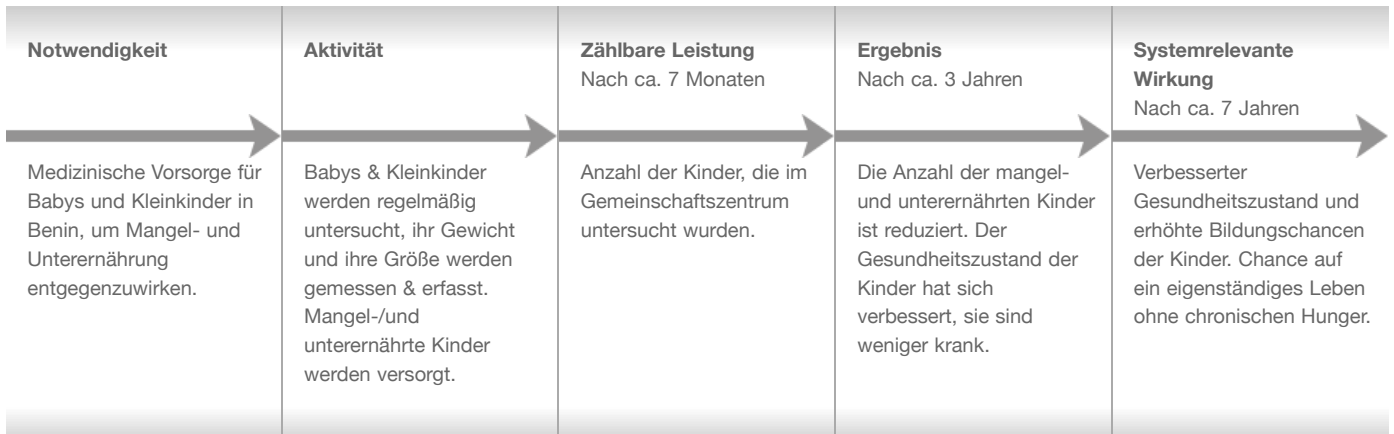 Notwendigkeit
Medizinische Vorsorge für
Babys und Kleinkinder in
Benin, um Mangel- und
Unterernährung
entgegenzuwirken.
Aktivität
Babys & Kleinkinder
werden regelmäßig
untersucht, ihr Gewicht
und ihre Größe werden
gemessen & erfasst.
Mangel-/und
unterernährte Kinder
werden versorgt.
Zählbare Leistung
Nach ca. 7 Monaten
Anzahl der Kinder, die im
Gemeinschaftszentrum
untersucht wurden.
Ergebnis
Nach ca. 3 Jahren
Die Anzahl der mangel-
und unterernährten Kinder
ist reduziert. Der
Gesundheitszustand der
Kinder hat sich
verbessert, sie sind
weniger krank.
Systemrelevante
Wirkung
Nach ca. 7 Jahren
Verbesserter
Gesundheitszustand und
erhöhte Bildungschancen
der Kinder. Chance auf
ein eigenständiges Leben
ohne chronischen Hunger.